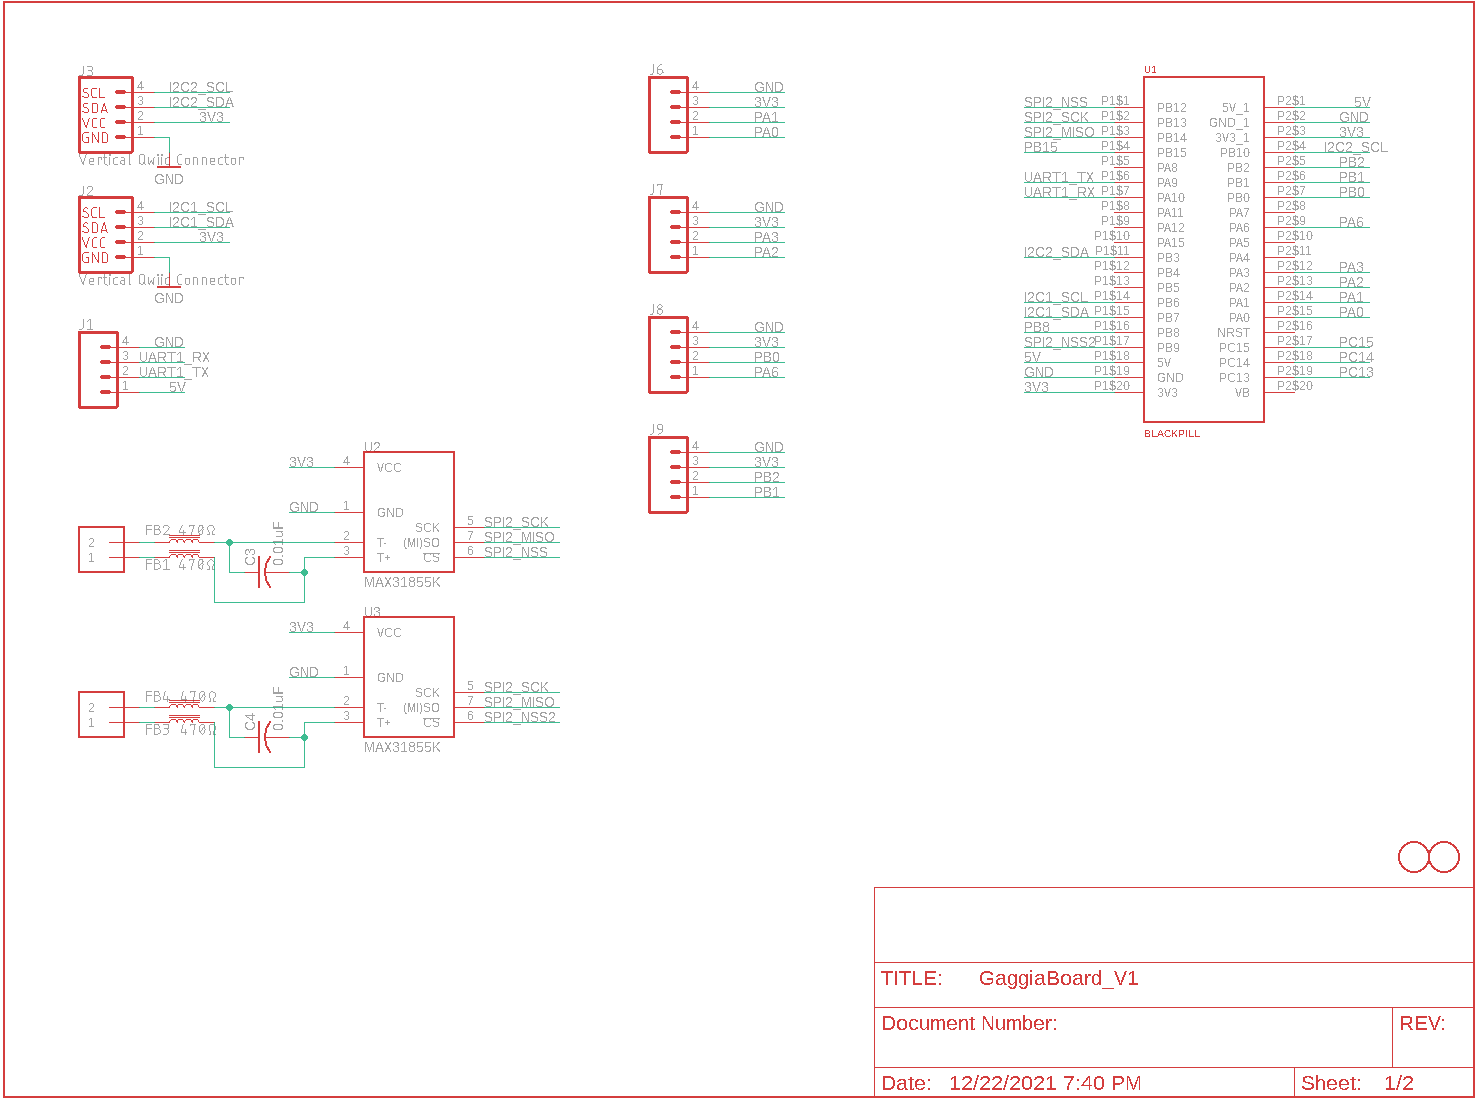 J3
SCL 4 I2C2_SCL
SDA 3 I2C2_SDA
VCC 2 3V3
GND 1
Vertical Qwiic Connector
GND
J2
SCL 4 I2C1_SCL
SDA 3 I2C1_SDA
VCC 2 3V3
GND 1
Vertical Qwiic Connector
GND
J1
4 GND
3 UART1_RX
2 UART1_TX
1 5V
J6
4 GND
3 3V3
2 PA1
1 PA0
J7
4 GND
3 3V3
2 PA3
1 PA2
J8
4 GND
3 3V3
2 PB0
1 PA6
J9
4 GND
3 3V3
2 PB2
1 PB1
U1
SPI2_NSS P1$1 PB12 5V_1 P2$1 5V
SPI2_SCK P1$2 PB13 GND_1 P2$2 GND
SPI2_MISO P1$3 PB14 3V3_1 P2$3 3V3
PB15 P1$4 PB15 PB10 P2$4 I2C2_SCL
P1$5 PA8 PB2 P2$5 PB2
UART1_TX P1$6 PA9 PB1 P2$6 PB1
UART1_RX P1$7 PA10 PB0 P2$7 PB0
P1$8 PA11 PA7 P2$8
P1$9 PA12 PA6 P2$9 PA6
P1$10 PA15 PA5 P2$10
I2C2_SDA P1$11 PB3 PA4 P2$11
P1$12 PB4 PA3 P2$12 PA3
P1$13 PB5 PA2 P2$13 PA2
I2C1_SCL P1$14 PB6 PA1 P2$14 PA1
I2C1_SDA P1$15 PB7 PA0 P2$15 PA0
PB8 P1$16 PB8 NRST P2$16
SPI2_NSS2 P1$17 PB9 PC15 P2$17 PC15
5V P1$18 5V PC14 P2$18 PC14
GND P1$19 GND PC13 P2$19 PC13
3V3 P1$20 3V3 VB P2$20
BLACKPILL
U2
3V3 4 VCC
GND 1 GND
SCK 5 SPI2_SCK
2 FB2 470Ω 2 T- (MI)SO 7 SPI2_MISO
1 FB1 470Ω C3 0.01uF 3 T+ CS 6 SPI2_NSS
MAX31855K
U3
3V3 4 VCC
GND 1 GND
SCK 5 SPI2_SCK
2 FB4 470Ω 2 T- (MI)SO 7 SPI2_MISO
1 FB3 470Ω C4 0.01uF 3 T+ CS 6 SPI2_NSS2
MAX31855K
TITLE: GaggiaBoard_V1
Document Number: REV:
Date: 12/22/2021 7:40 PM Sheet: 1/2